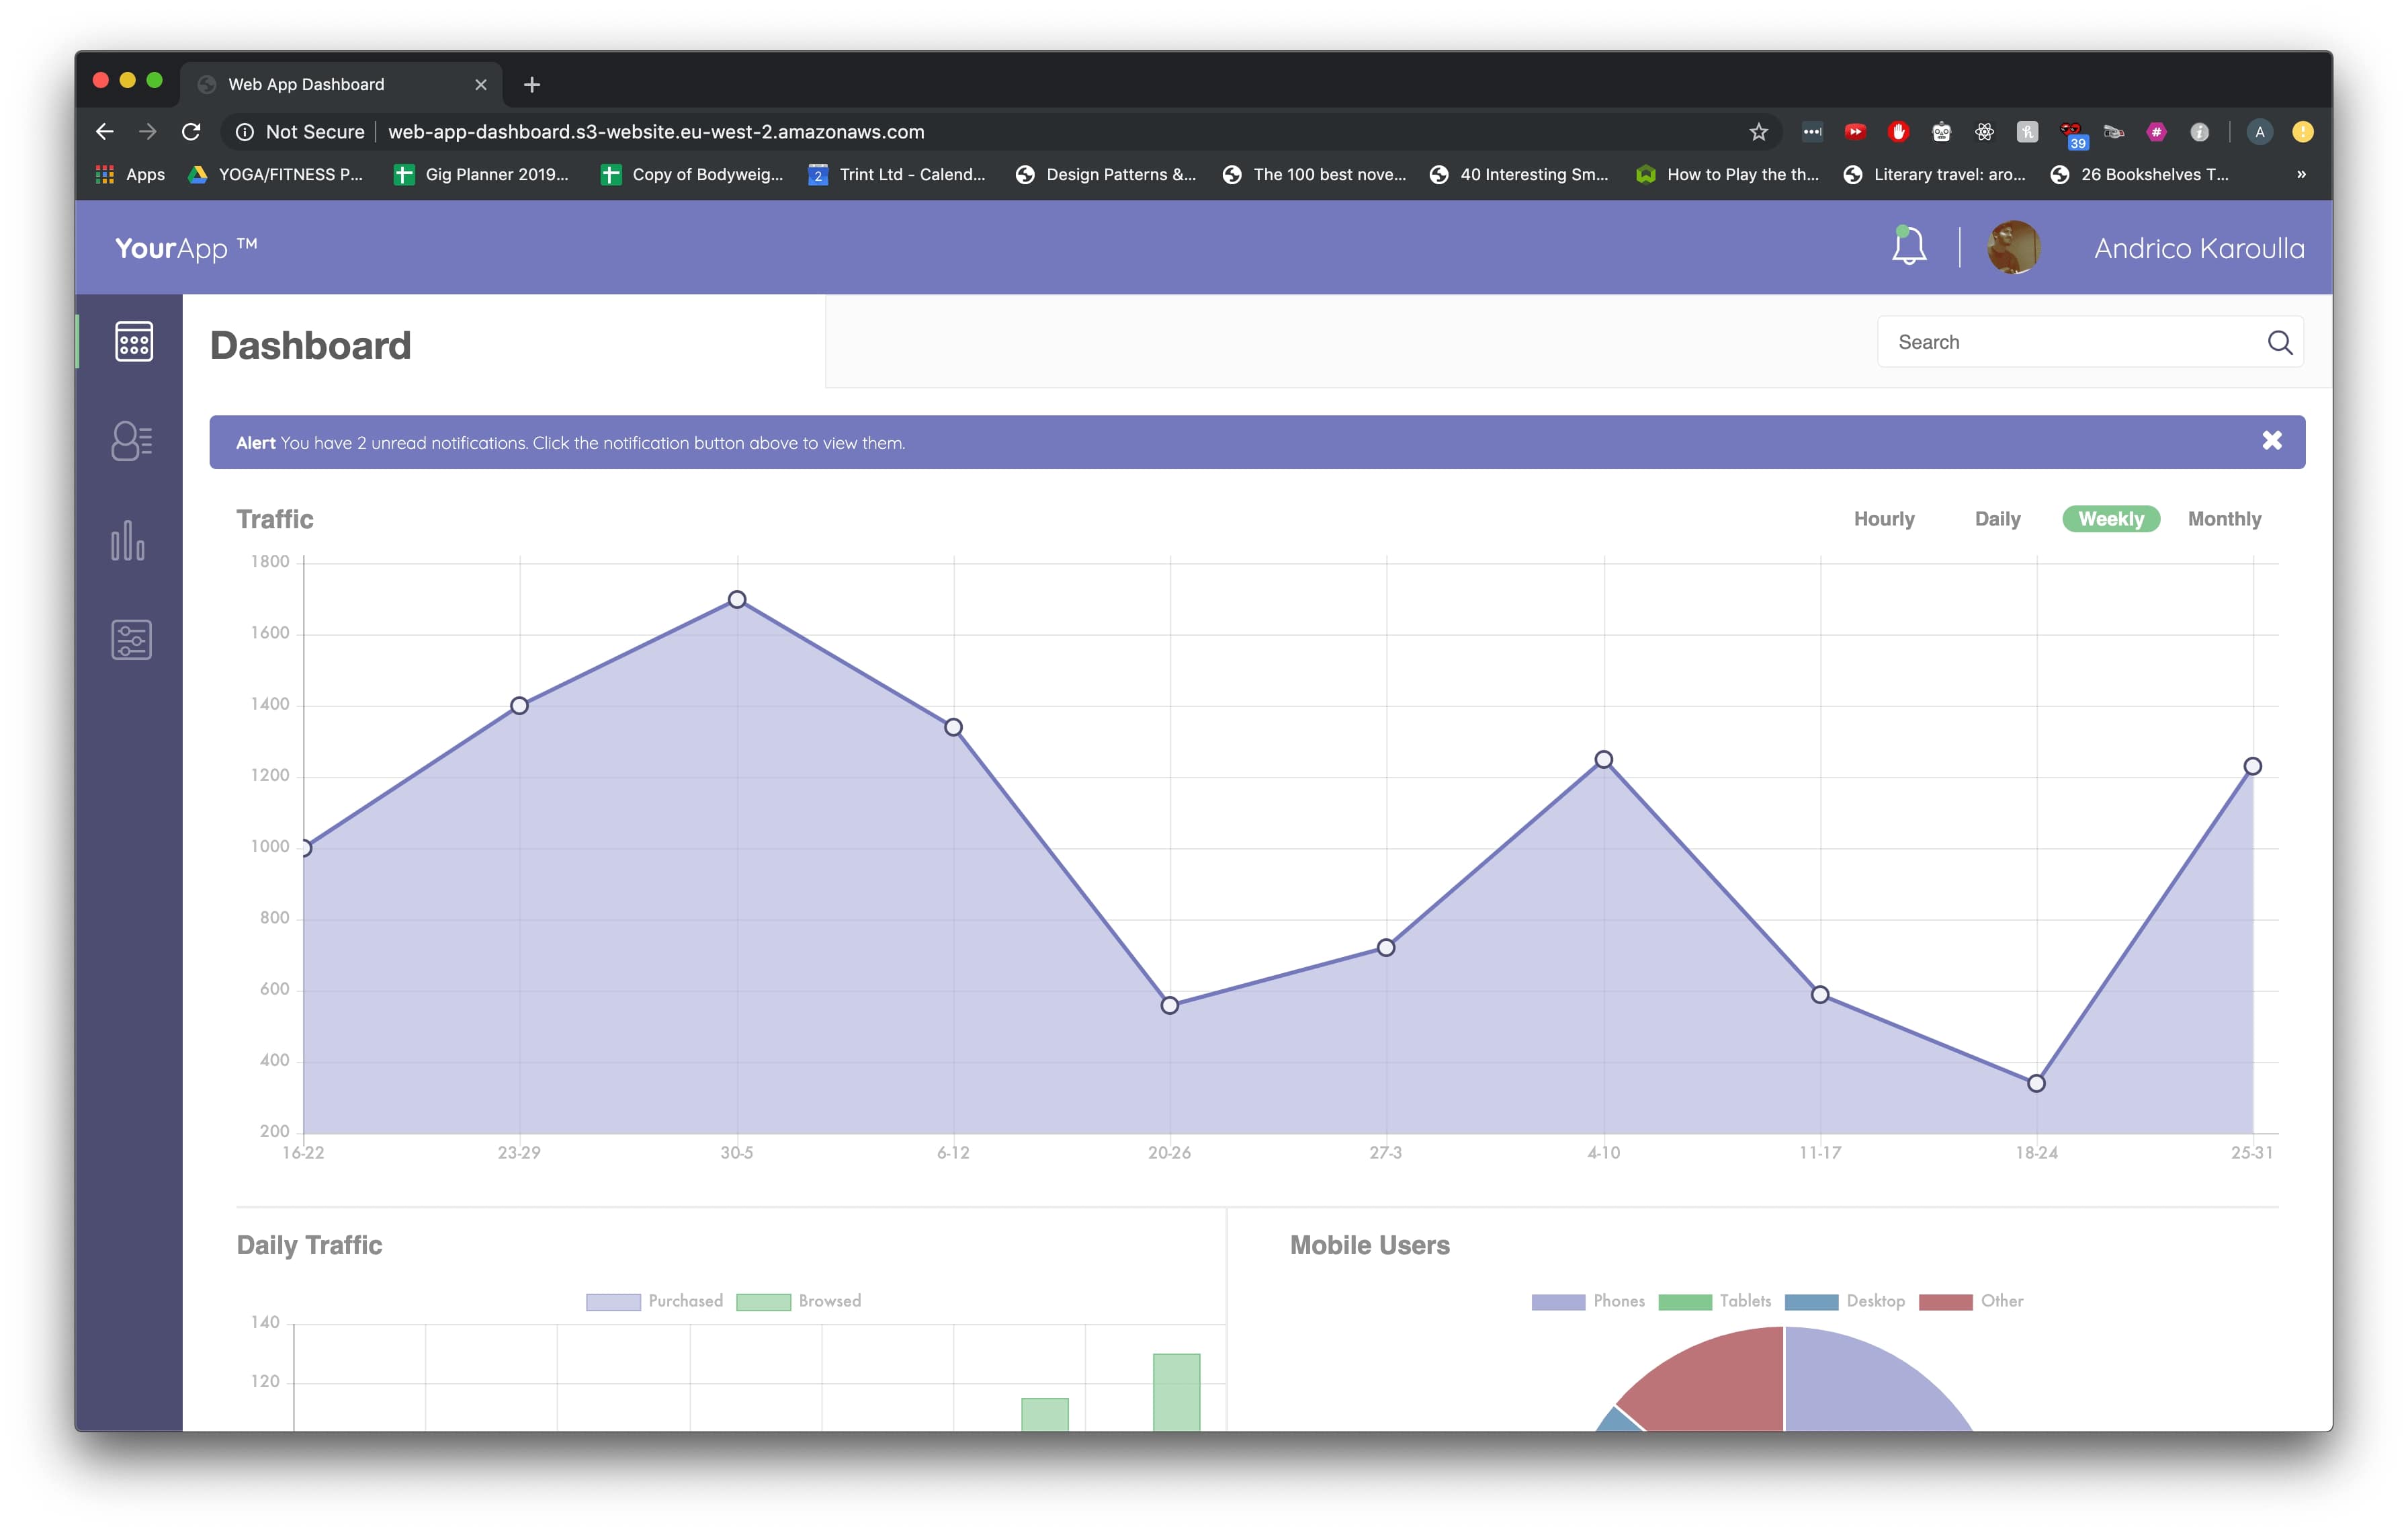 Web App Dashboard
Not Secure web-app-dashboard.s3-website.eu-west-2.amazonaws.com
39
A
Apps YOGA/FITNESS P... Gig Planner 2019... Copy of Bodyweig... 2 Trint Ltd - Calend... Design Patterns &... The 100 best nove... 40 Interesting Sm... How to Play the th... Literary travel: aro... 26 Bookshelves T... »
YourApp ™ Andrico Karoulla
Dashboard Search
Alert You have 2 unread notifications. Click the notification button above to view them.
Traffic Hourly Daily Weekly Monthly
1800
1600
1400
1200
1000
800
600
400
200
16-22 23-29 30-5 6-12 20-26 27-3 4-10 11-17 18-24 25-31
Daily Traffic
Purchased Browsed
140
120
Mobile Users
Phones Tablets Desktop Other